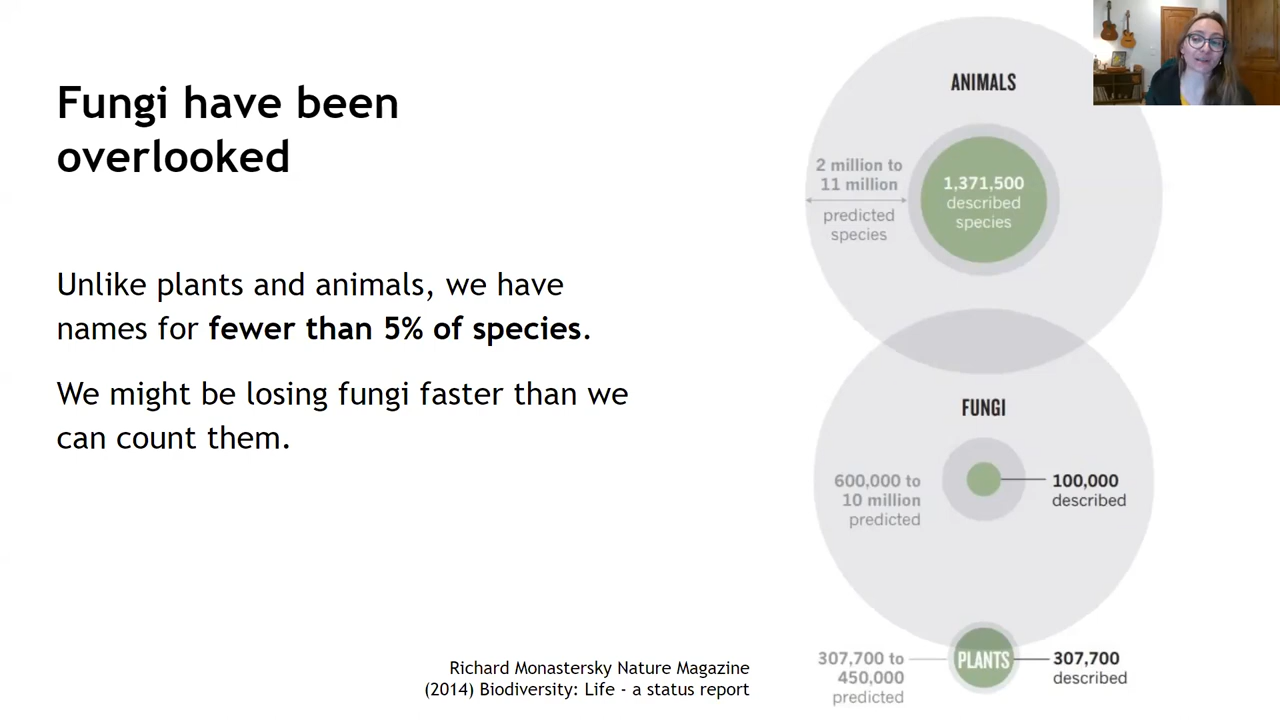 Fungi have been
overlooked
Unlike plants and animals, we have
names for fewer than 5% of species.
We might be losing fungi faster than we
can count them.
Richard Monastersky Nature Magazine
(2014) Biodiversity: Life - a status report
ANIMALS
2 million to
11 million
predicted
species
1,371,500
described
species
FUNGI
600,000 to
10 million
predicted
100,000
described
307,700 to
450,000
predicted
PLANTS
307,700
described